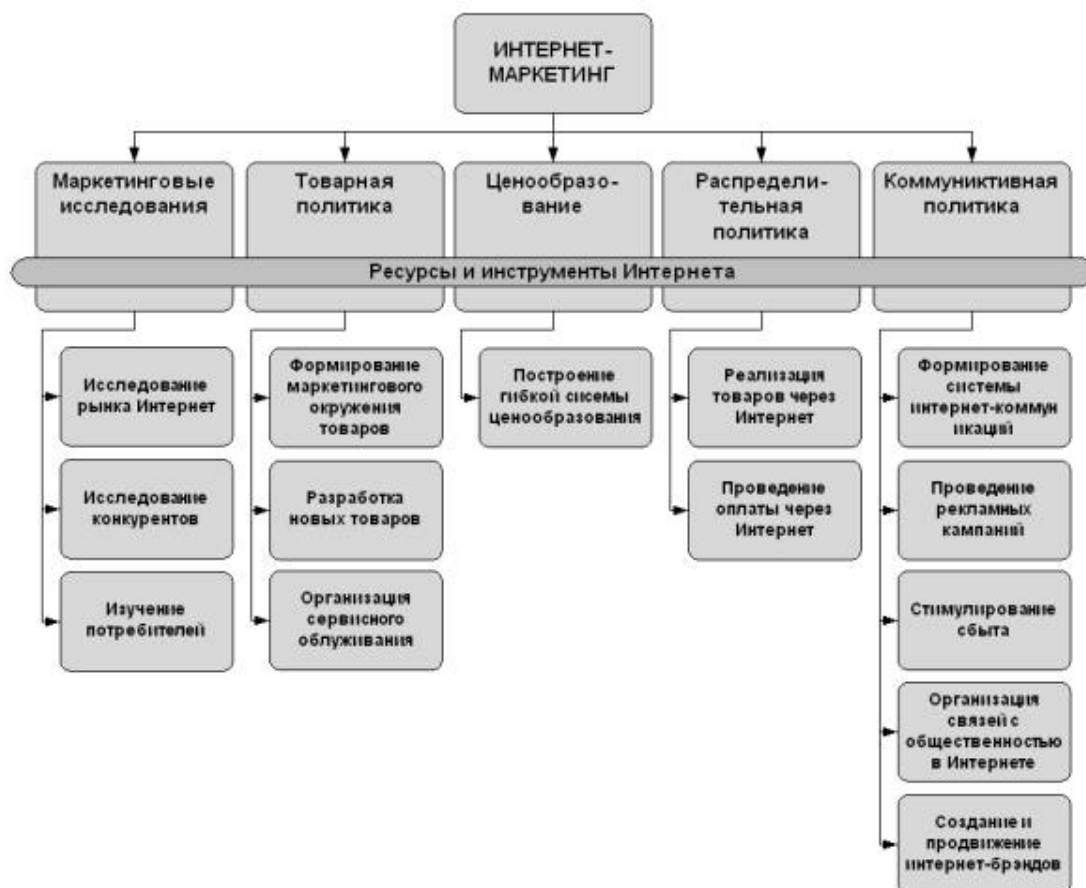 ИНТЕРНЕТ-
МАРКЕТИНГ
Маркетинговые
исследования
Товарная
политика
Ценообразо-
вание
Распредели-
тельная
политика
Коммуниктивная
политика
Ресурсы и инструменты Интернета
Исследование
рынка Интернет
Исследование
конкурентов
Изучение
потребителей
Формирование
маркетингового
окружения
товаров
Разработка
новых товаров
Организация
сервисного
облуживания
Построение
гибкой сисемы
ценообразования
Реализация
товаров через
Интернет
Проведение
оплаты через
Интернет
Формирование
системы
интернет-коммун
икаций
Проведение
рекламных
кампаний
Стимулирование
сбыта
Организация
связей с
общественностью
в Интернете
Создание и
продвижение
интернет-брэндов